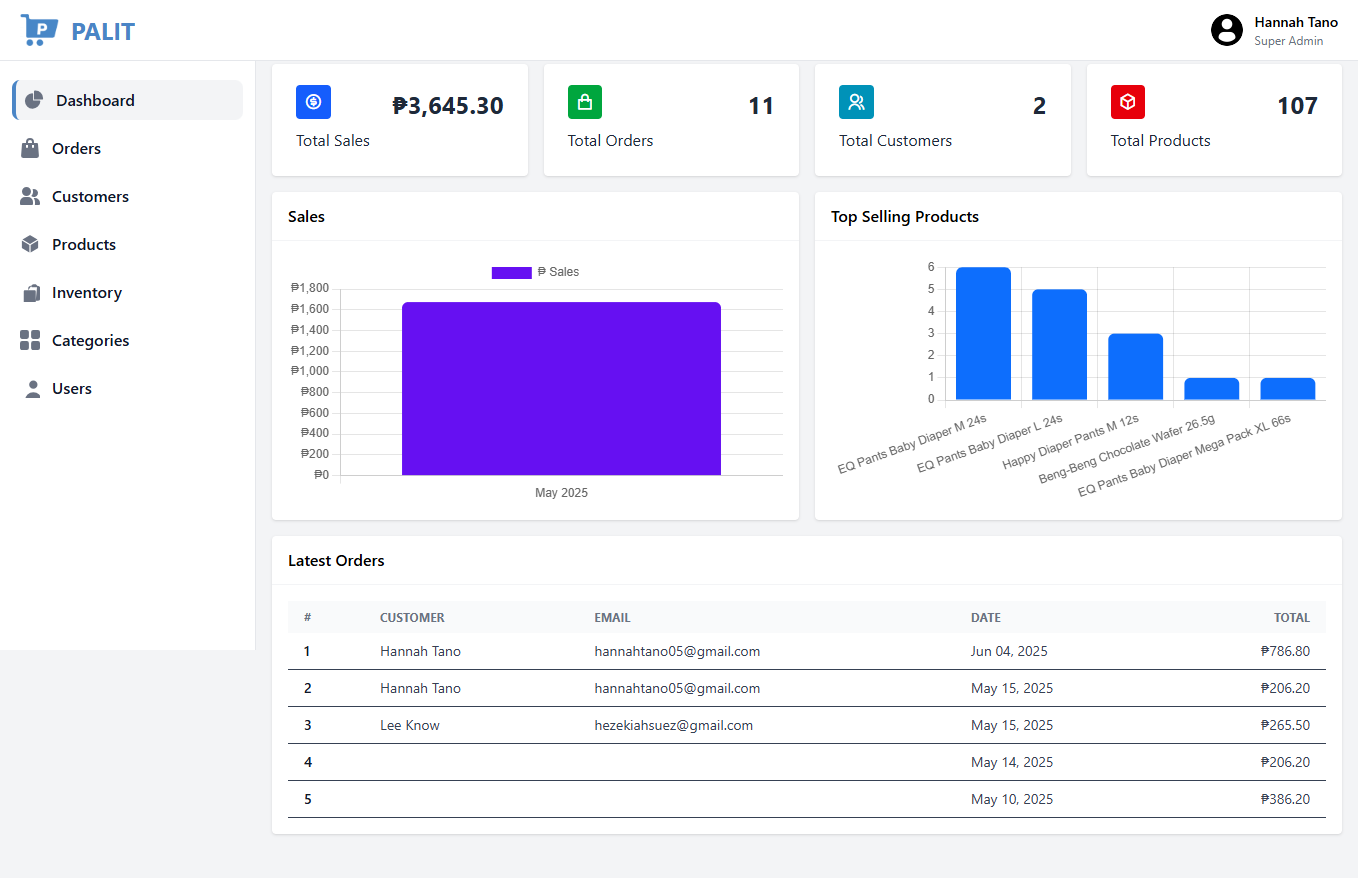 P PALIT
Hannah Tano
Super Admin
Dashboard
Orders
Customers
Products
Inventory
Categories
Users
₱3,645.30
Total Sales
11
Total Orders
2
Total Customers
107
Total Products
Sales
₱ Sales
₱1,800
₱1,600
₱1,400
₱1,200
₱1,000
₱800
₱600
₱400
₱200
₱0
May 2025
Top Selling Products
6
5
4
3
2
1
0
EQ Pants Baby Diaper M 24s
EQ Pants Baby Diaper L 24s
Happy Diaper Pants M 12s
Beng-Beng Chocolate Wafer 26.5g
EQ Pants Baby Diaper Mega Pack XL 66s
Latest Orders
# CUSTOMER EMAIL DATE TOTAL
1 Hannah Tano hannahtano05@gmail.com Jun 04, 2025 ₱786.80
2 Hannah Tano hannahtano05@gmail.com May 15, 2025 ₱206.20
3 Lee Know hezekiahsuez@gmail.com May 15, 2025 ₱265.50
4 May 14, 2025 ₱206.20
5 May 10, 2025 ₱386.20